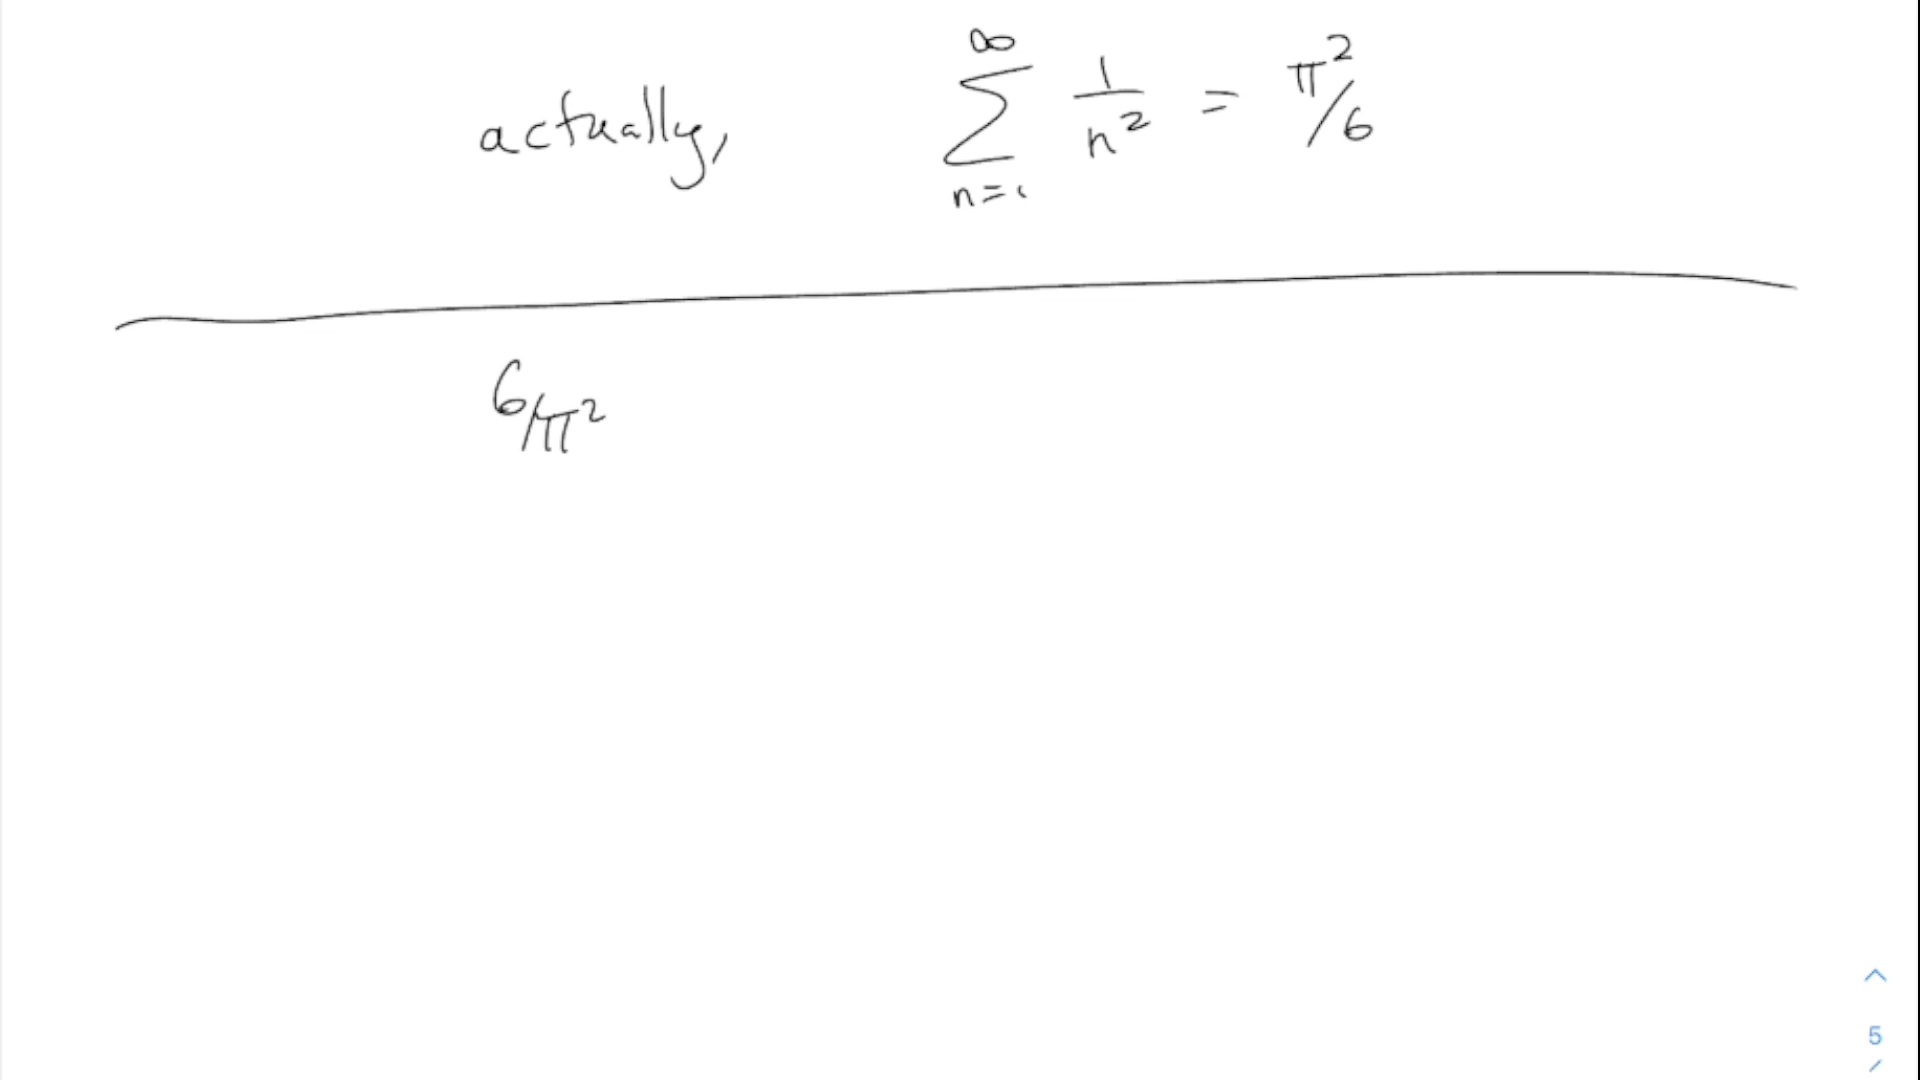 actually, ∞ ∑ n=1 1/n² = π²/6
6/π²
5